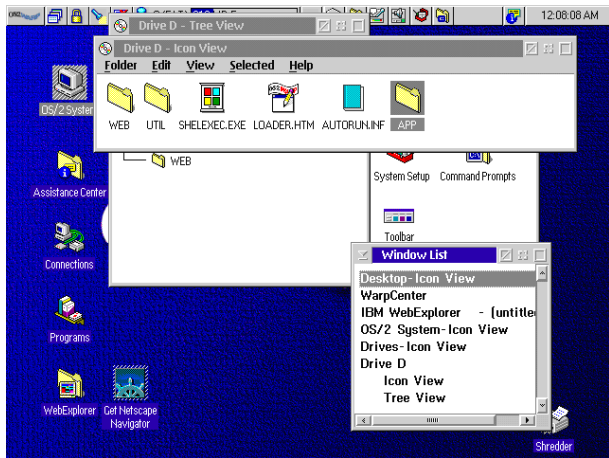 12:08:08 AM
Drive D - Tree View
Drive D - Icon View
Folder Edit View Selected Help
WEB UTIL SHELEXEC.EXE LOADER.HTM AUTORUN.INF APP
OS/2 System
WEB
System Setup Command Prompts
Assistance Center
Toolbar
Connections
Window List
Desktop-Icon View
WarpCenter
IBM WebExplorer - (untitle
OS/2 System-Icon View
Drives-Icon View
Drive D
Icon View
Tree View
Programs
WebExplorer Get Netscape
Navigator
Shredder